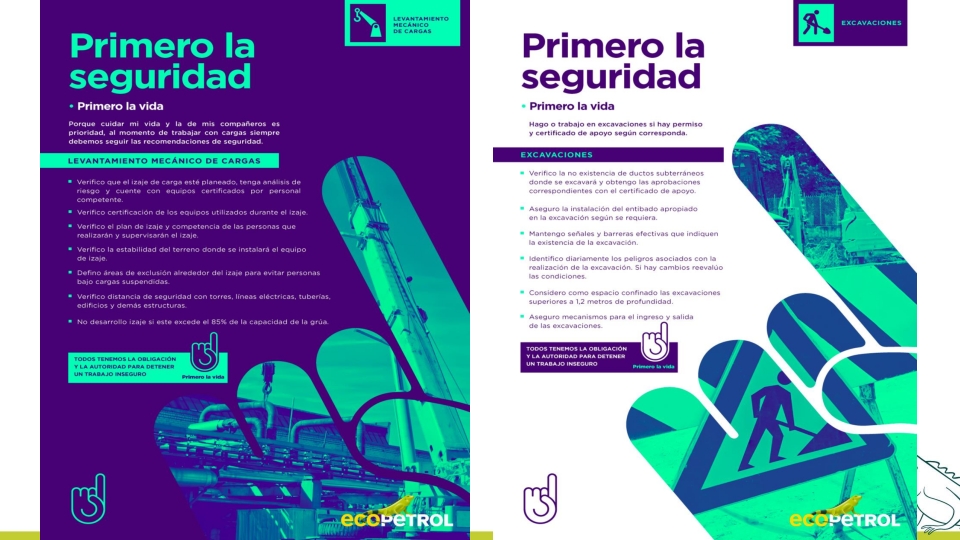 LEVANTAMIENTO
MECÁNICO
DE CARGAS
Primero la
seguridad
• Primero la vida
Porque cuidar mi vida y la de mis compañeros es
prioridad, al momento de trabajar con cargas siempre
debemos seguir las recomendaciones de seguridad.
LEVANTAMIENTO MECÁNICO DE CARGAS
Verifico que el izaje de carga esté planeado, tenga análisis de
riesgo y cuente con equipos certificados por personal
competente.
Verifico certificación de los equipos utilizados durante el izaje.
Verifico el plan de izaje y competencia de las personas que
realizarán y supervisarán el izaje.
Verifico la estabilidad del terreno donde se instalará el equipo
de izaje.
Defino áreas de exclusión alrededor del izaje para evitar personas
bajo cargas suspendidas.
Verifico distancia de seguridad con torres, líneas eléctricas, tuberías,
edificios y demás estructuras.
No desarrollo izaje si este excede el 85% de la capacidad de la grúa.
TODOS TENEMOS LA OBLIGACIÓN
Y LA AUTORIDAD PARA DETENER
UN TRABAJO INSEGURO
Primero la vida
ecopetrol
EXCAVACIONES
Primero la
seguridad
• Primero la vida
Hago o trabajo en excavaciones si hay permiso
y certificado de apoyo según corresponda.
EXCAVACIONES
Verifico la no existencia de ductos subterráneos
donde se excavará y obtengo las aprobaciones
correspondientes con el certificado de apoyo.
Aseguro la instalación del entibado apropiado
en la excavación según se requiera.
Mantengo señales y barreras efectivas que indiquen
la existencia de la excavación.
Identifico diariamente los peligros asociados con la
realización de la excavación. Si hay cambios reevalúo
las condiciones.
Considero como espacio confinado las excavaciones
superiores a 1,2 metros de profundidad.
Aseguro mecanismos para el ingreso y salida
de las excavaciones.
TODOS TENEMOS LA OBLIGACIÓN
Y LA AUTORIDAD PARA DETENER
UN TRABAJO INSEGURO
Primero la vida
ecopetrol